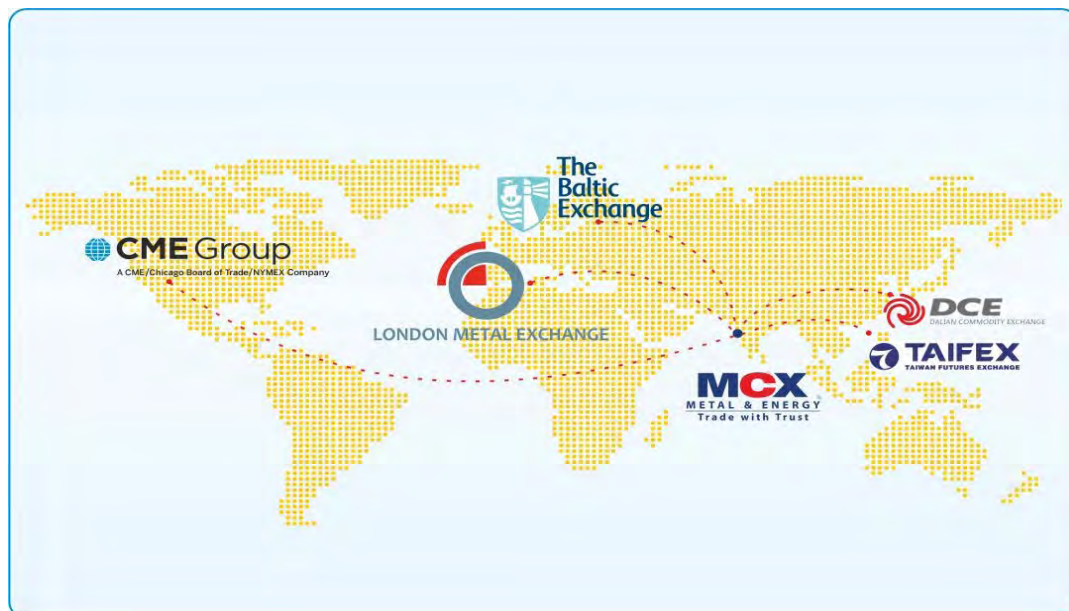 The
Baltic
Exchange
CME Group
A CME/Chicago Board of Trade/NYMEX Company
LONDON METAL EXCHANGE
DCE
DALIAN COMMODITY EXCHANGE
TAIFEX
TAIWAN FUTURES EXCHANGE
MCX
METAL & ENERGY
Trade with Trust